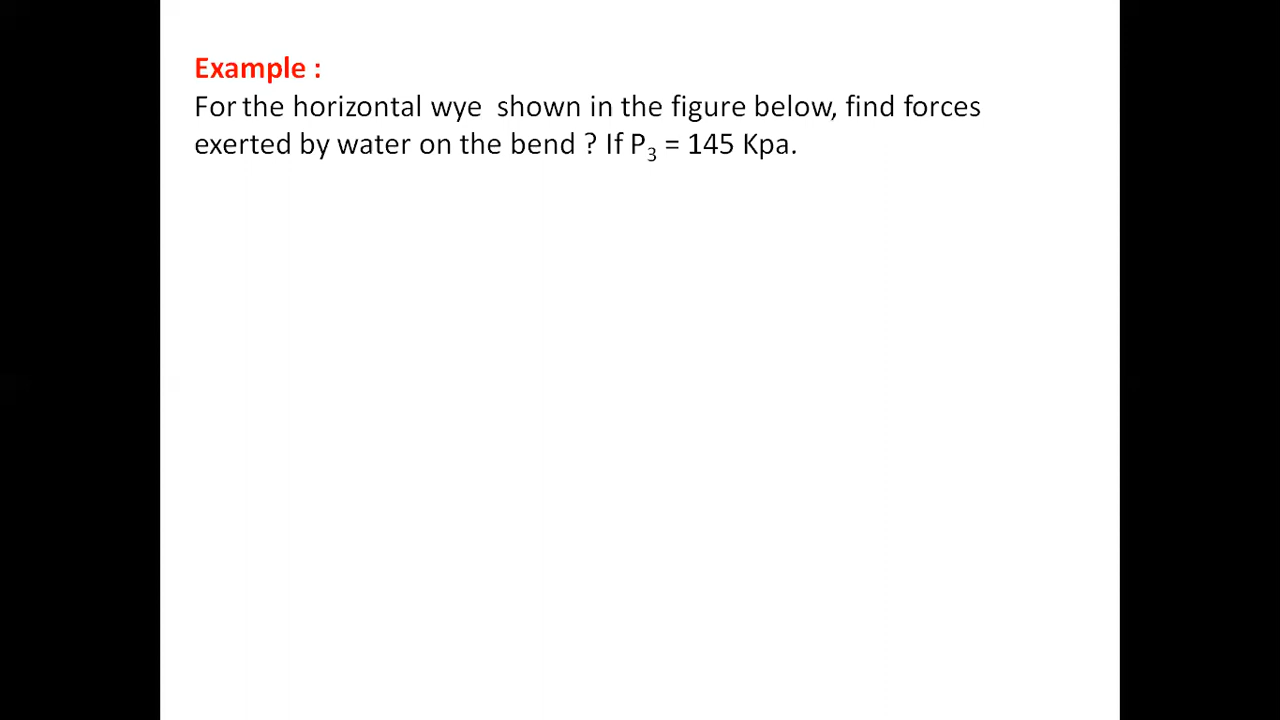 Example :
For the horizontal wye  shown in the figure below, find forces
exerted by water on the bend ? If P₃ = 145 Kpa.